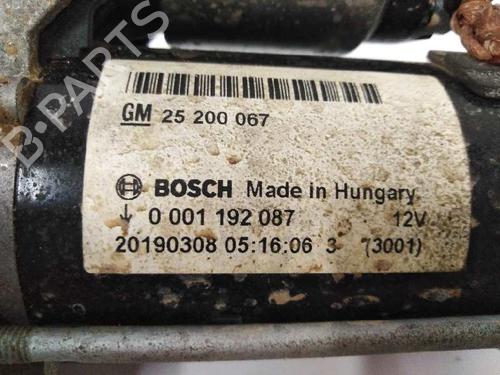 GM 25 200 067
BOSCH Made in Hungary
0 001 192 087 12V
20190308 05:16:06 3 (3001)
B-PARTS